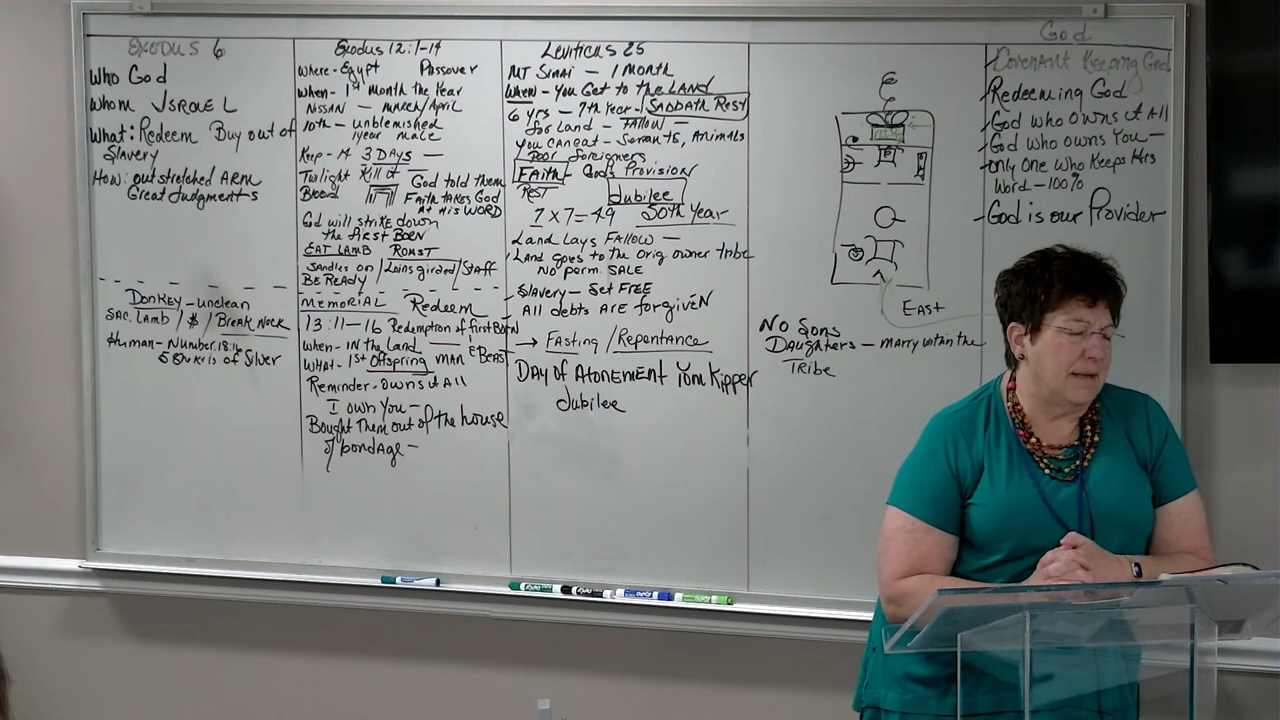 EXODUS 6
WHO GOD
WHOM ISRAEL
WHAT: Redeem Buy out of
Slavery
How: outstretched ARM
Great Judgments
Donkey - unclean
SAC. LAMB / $ / Break Neck
Human - Number 18:16
5 Shekels of Silver
Exodus 12:1-14
Where - Egypt Passover
When - 1st Month the Year
NISSAN - MARCH/April
10th - unblemished
1year male
Keep - 3 DAYS -
Twilight Kill it
Blood God told them
FAITH TAKES GOD
AT HIS WORD
God will strike down
the first BORN
EAT LAMB ROAST
Sandles on / Loins girded / Staff
BE READY
MEMORIAL Redeem
13:11-16 Redemption of first BORN
when - IN the Land - MAN & BEAST
WHAT - 1st Offspring
Reminder - OWNS it All
I own You -
Bought Them out of the house
of bondage -
Leviticus 25
MT SINAI - 1 MONTH
WHEN - You Get to the LAND
6 yrs - 7th Year - SABBATH REST
for LAND - FALLOW -
YOU CAN eat - Servants, Animals
POOR foreigners
FAITH - God's Provision
REST
Jubilee
7 x 7 = 49 50th Year
LAND LAYS FALLOW -
LAND goes to the orig owner tribe
NO perm. SALE
Slavery - Set FREE
All debts ARE forgiveN
→ Fasting / Repentance
DAY of AtonemENT Yom Kipper
Jubilee
East
NO Sons
Daughters - marry within the
TRIBE
God
Covenant Keeping God
Redeeming God
God who owns it All
God who owns You -
only One who Keeps His
Word - 100%
God is our Provider